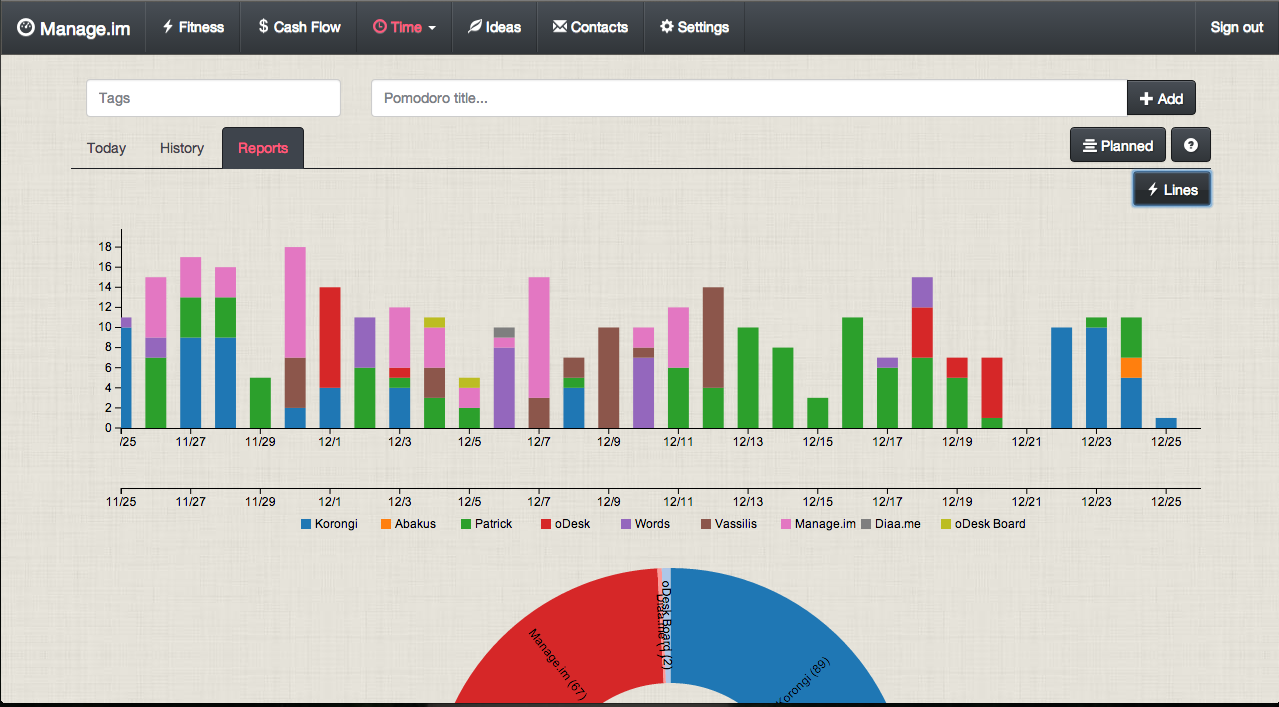 Manage.im Fitness $ Cash Flow Time Ideas Contacts Settings Sign out
Tags Pomodoro title... Add
Today History Reports Planned ?
Lines
18
16
14
12
10
8
6
4
2
0
/25 11/27 11/29 12/1 12/3 12/5 12/7 12/9 12/11 12/13 12/15 12/17 12/19 12/21 12/23 12/25
11/25 11/27 11/29 12/1 12/3 12/5 12/7 12/9 12/11 12/13 12/15 12/17 12/19 12/21 12/23 12/25
Korongi Abakus Patrick oDesk Words Vassilis Manage.im Diaa.me oDesk Board
oDesk Board (2)
Diaa.me (1)
Manage.im (67)
Korongi (89)